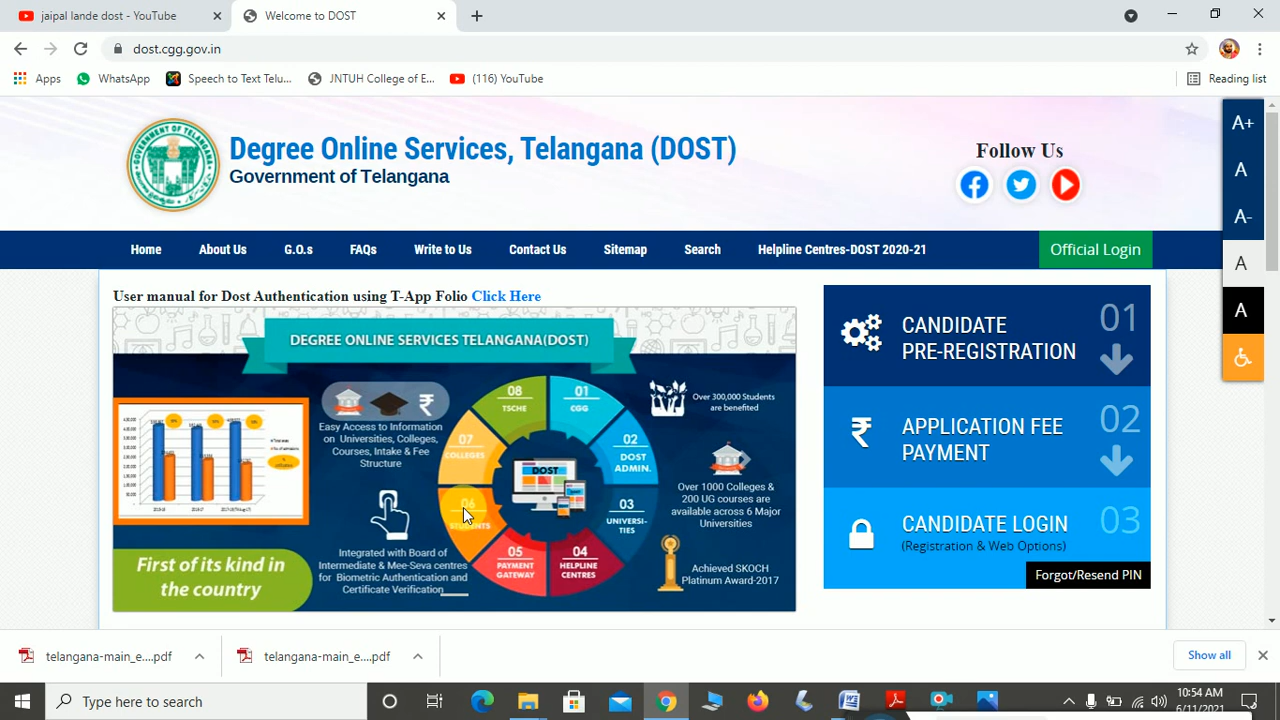 jaipal lande dost - YouTube
Welcome to DOST
dost.cgg.gov.in
Apps
WhatsApp
Speech to Text Telu...
JNTUH College of E...
(116) YouTube
Reading list
GOVERNMENT OF TELANGANA
Degree Online Services, Telangana (DOST)
Government of Telangana
Follow Us
A+
A
A-
A
A
Home
About Us
G.O.s
FAQs
Write to Us
Contact Us
Sitemap
Search
Helpline Centres-DOST 2020-21
Official Login
User manual for Dost Authentication using T-App Folio Click Here
DEGREE ONLINE SERVICES TELANGANA(DOST)
Easy Access to Information
on Universities, Colleges,
Courses, Intake & Fee
Structure
Integrated with Board of
Intermediate & Mee-Seva centres
for Biometric Authentication and
Certificate Verification
First of its kind in
the country
01
CGG
02
DOST
ADMIN.
03
UNIVERSI-
TIES
04
HELPLINE
CENTRES
05
PAYMENT
GATEWAY
06
STUDENTS
07
COLLEGES
08
TSCHE
DOST
Over 300,000 Students
are benefited
Over 1000 Colleges &
200 UG courses are
available across 6 Major
Universities
Achieved SKOCH
Platinum Award-2017
CANDIDATE
PRE-REGISTRATION
01
APPLICATION FEE
PAYMENT
02
CANDIDATE LOGIN
(Registration & Web Options)
03
Forgot/Resend PIN
telangana-main_e....pdf
telangana-main_e....pdf
Show all
Type here to search
10:54 AM
6/11/2021